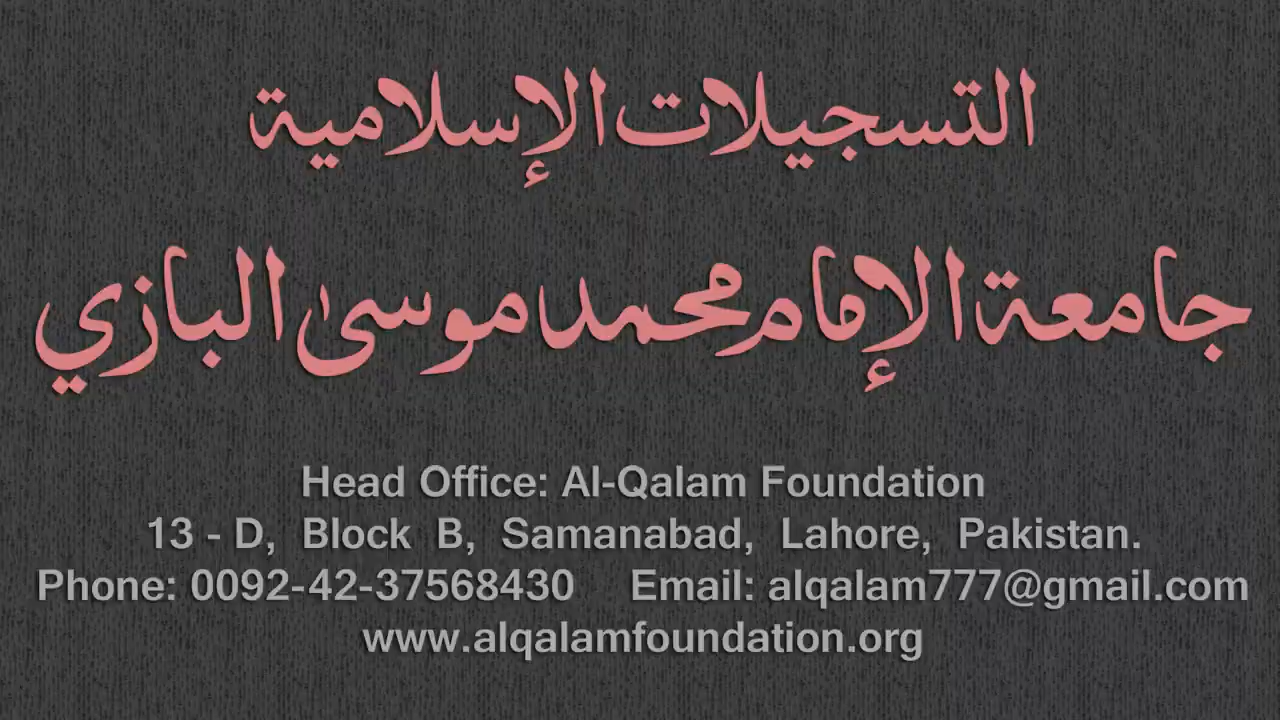 التسجيلات الإسلامية
جامعة الإمام محمد موسىٰ البازي
Head Office: Al-Qalam Foundation
13 - D, Block B, Samanabad, Lahore, Pakistan.
Phone: 0092-42-37568430 Email: alqalam777@gmail.com
www.alqalamfoundation.org